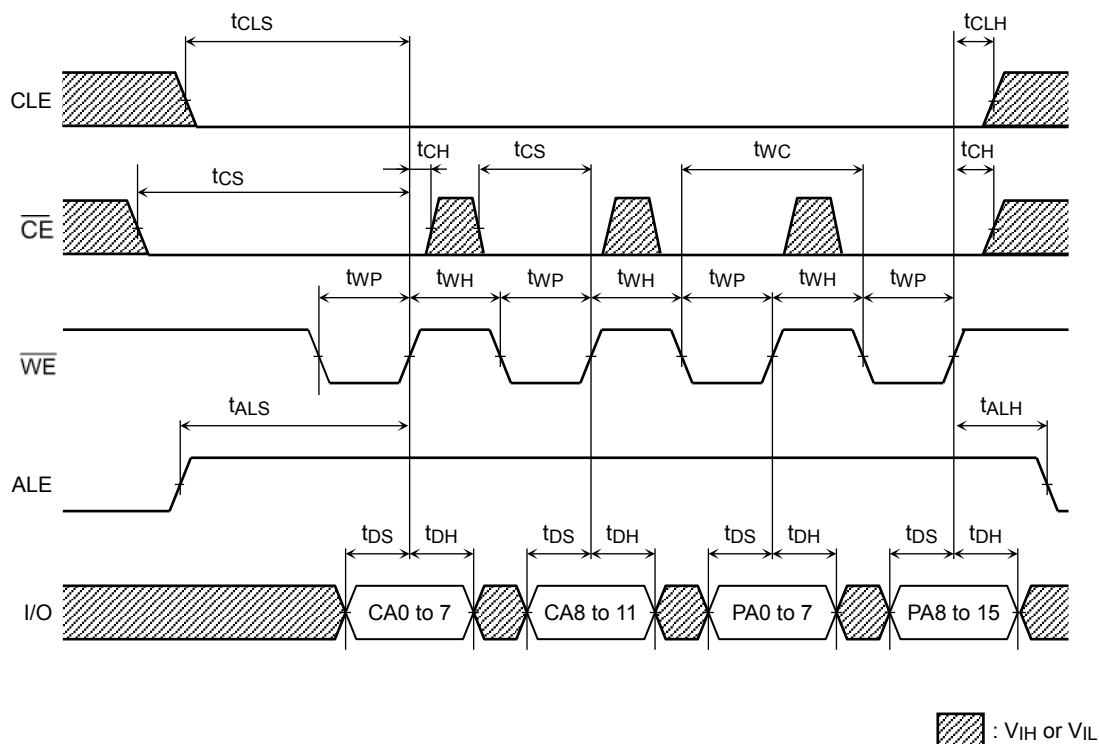 tCLS
tCLH
CLE
tCH
tCS
tWC
tCH
tCS
CE
tWP
tWH
tWP
tWH
tWP
tWH
tWP
WE
tALS
tALH
ALE
tDS
tDH
tDS
tDH
tDS
tDH
tDS
tDH
I/O
CA0 to 7
CA8 to 11
PA0 to 7
PA8 to 15
: VIH or VIL